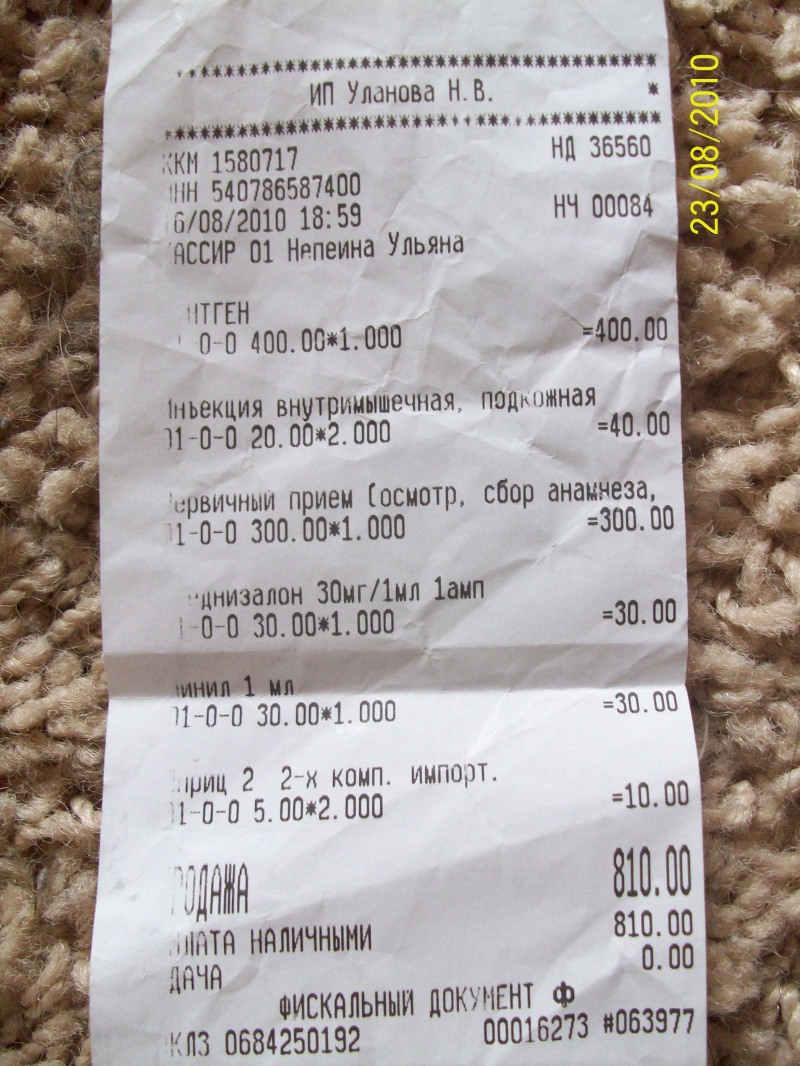 ********************************
ИП Уланова Н.В. *
********************************
ККМ 1580717 НД 36560
ИНН 540786587400
6/08/2010 18:59 НЧ 00084
АССИР 01 Непеина Ульяна
НТГЕН
-0-0 400.00*1.000 =400.00
Инъекция внутримышечная, подкожная
01-0-0 20.00*2.000 =40.00
ервичный прием (осмотр, сбор анамнеза,
01-0-0 300.00*1.000 =300.00
еднизалон 30мг/1мл 1амп
1-0-0 30.00*1.000 =30.00
инил 1 мл
01-0-0 30.00*1.000 =30.00
приц 2 2-х комп. импорт.
01-0-0 5.00*2.000 =10.00
РОДАЖА 810.00
ПЛАТА НАЛИЧНЫМИ 810.00
ДАЧА 0.00
ФИСКАЛЬНЫЙ ДОКУМЕНТ Ф
КЛЗ 0684250192 00016273 #063977
23/08/2010